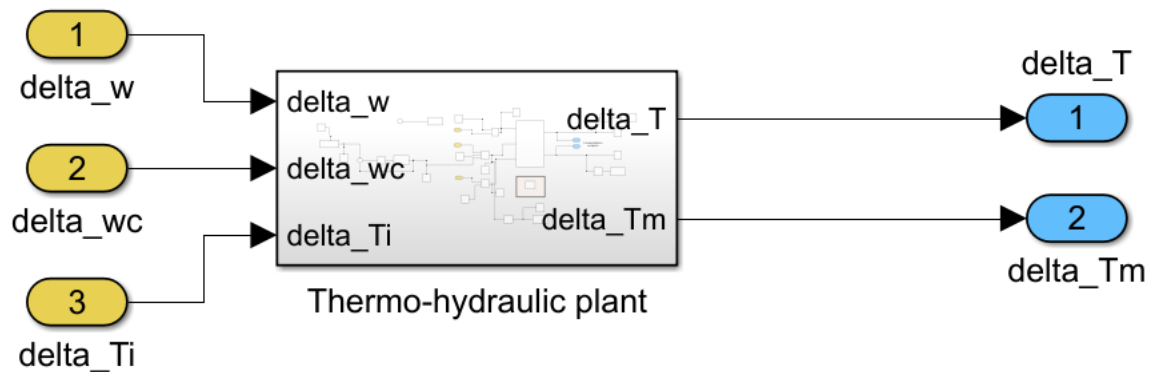 1
delta_w
2
delta_wc
3
delta_Ti
delta_w
delta_wc
delta_Ti
delta_T
delta_Tm
Thermo-hydraulic plant
delta_T
1
2
delta_Tm